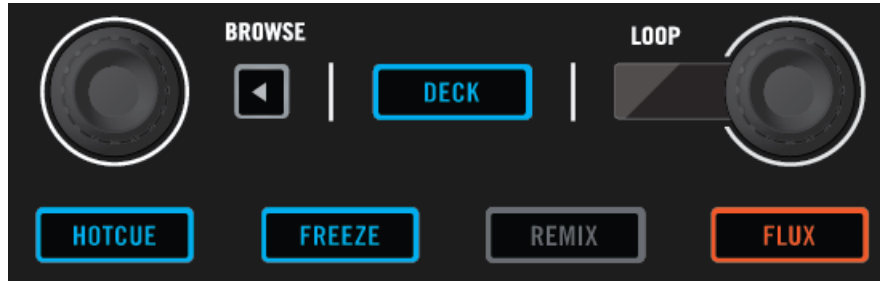 BROWSE
LOOP
DECK
HOTCUE
FREEZE
REMIX
FLUX